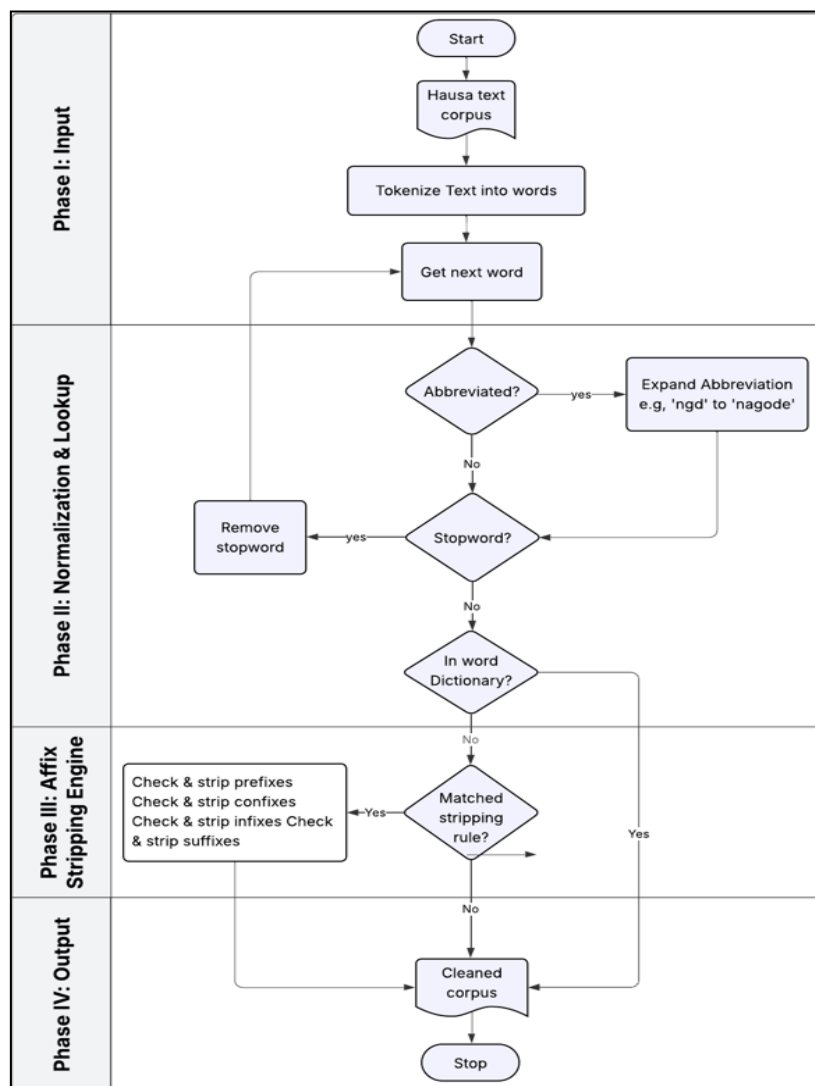 Phase I: Input
Start
Hausa text
corpus
Tokenize Text into words
Get next word
Phase II: Normalization & Lookup
Abbreviated?
yes
Expand Abbreviation
e.g, 'ngd' to 'nagode'
No
Stopword?
yes
Remove
stopword
No
In word
Dictionary?
No
Yes
Phase III: Affix
Stripping Engine
Matched
stripping
rule?
Yes
Check & strip prefixes
Check & strip confixes
Check & strip infixes Check
& strip suffixes
No
Phase IV: Output
Cleaned
corpus
Stop